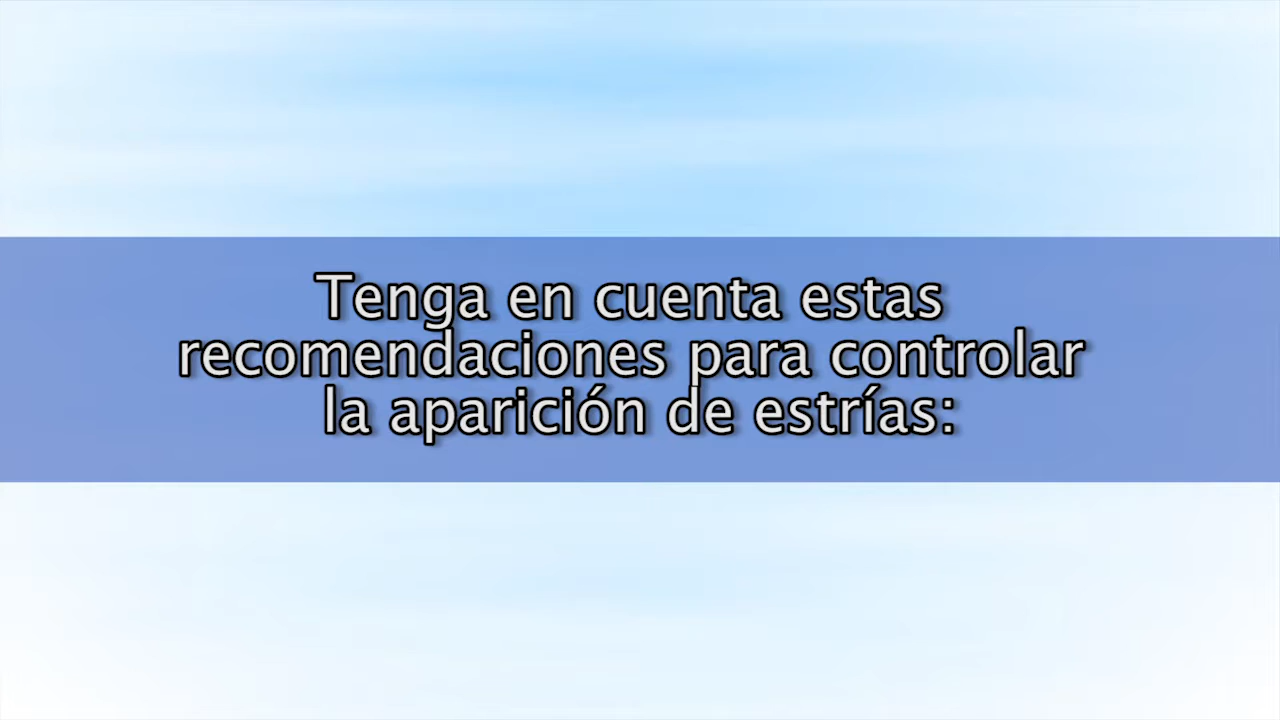 Tenga en cuenta estas
recomendaciones para controlar
la aparición de estrías: